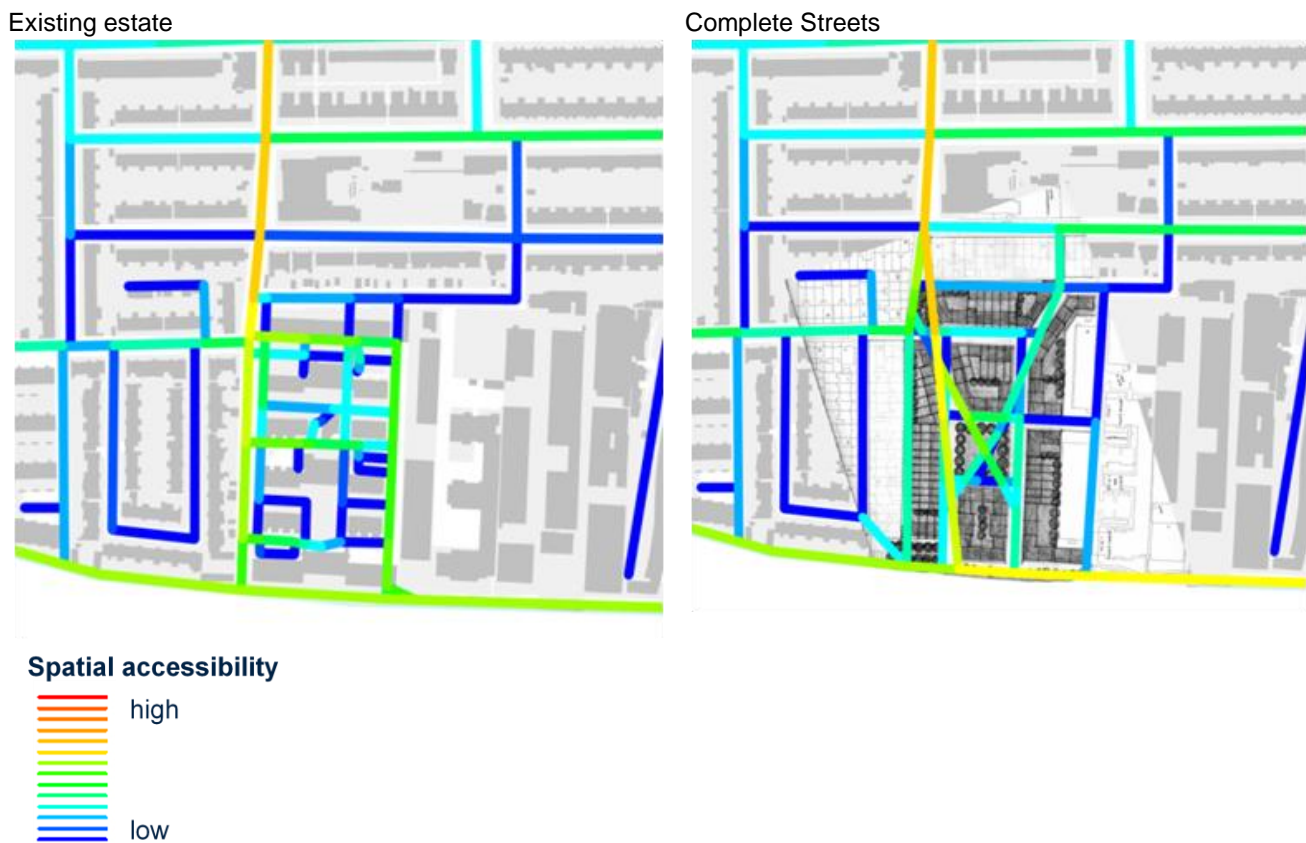 Existing estate
Complete Streets
Spatial accessibility
high
low